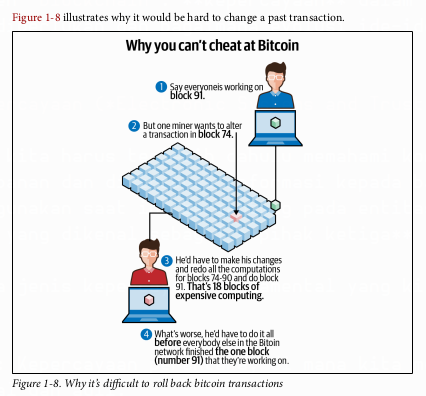 Figure 1-8 illustrates why it would be hard to change a past transaction.
Why you can't cheat at Bitcoin
1 Say everyoneis working on
block 91.
2 But one miner wants to alter
a transaction in block 74.
3 He'd have to make his changes
and redo all the computations
for blocks 74-90 and do block
91. That's 18 blocks of
expensive computing.
4 What's worse, he'd have to do it all
before everybody else in the Bitoin
network finished the one block
(number 91) that they're working on.
Figure 1-8. Why it's difficult to roll back bitcoin transactions